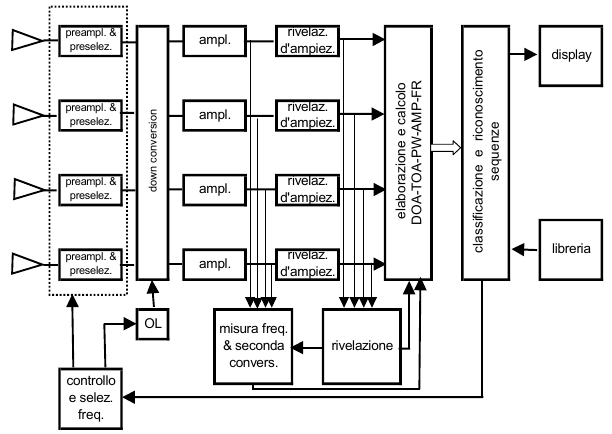 preampl. &
preselez.
ampl.
rivelaz.
d'ampiez.
preampl. &
preselez.
ampl.
rivelaz.
d'ampiez.
preampl. &
preselez.
ampl.
rivelaz.
d'ampiez.
preampl. &
preselez.
ampl.
rivelaz.
d'ampiez.
down conversion
elaborazione e calcolo
DOA-TOA-PW-AMP-FR
classificazione e riconoscimento
sequenze
display
libreria
OL
misura freq.
& seconda
convers.
rivelazione
controllo
e selez.
freq.